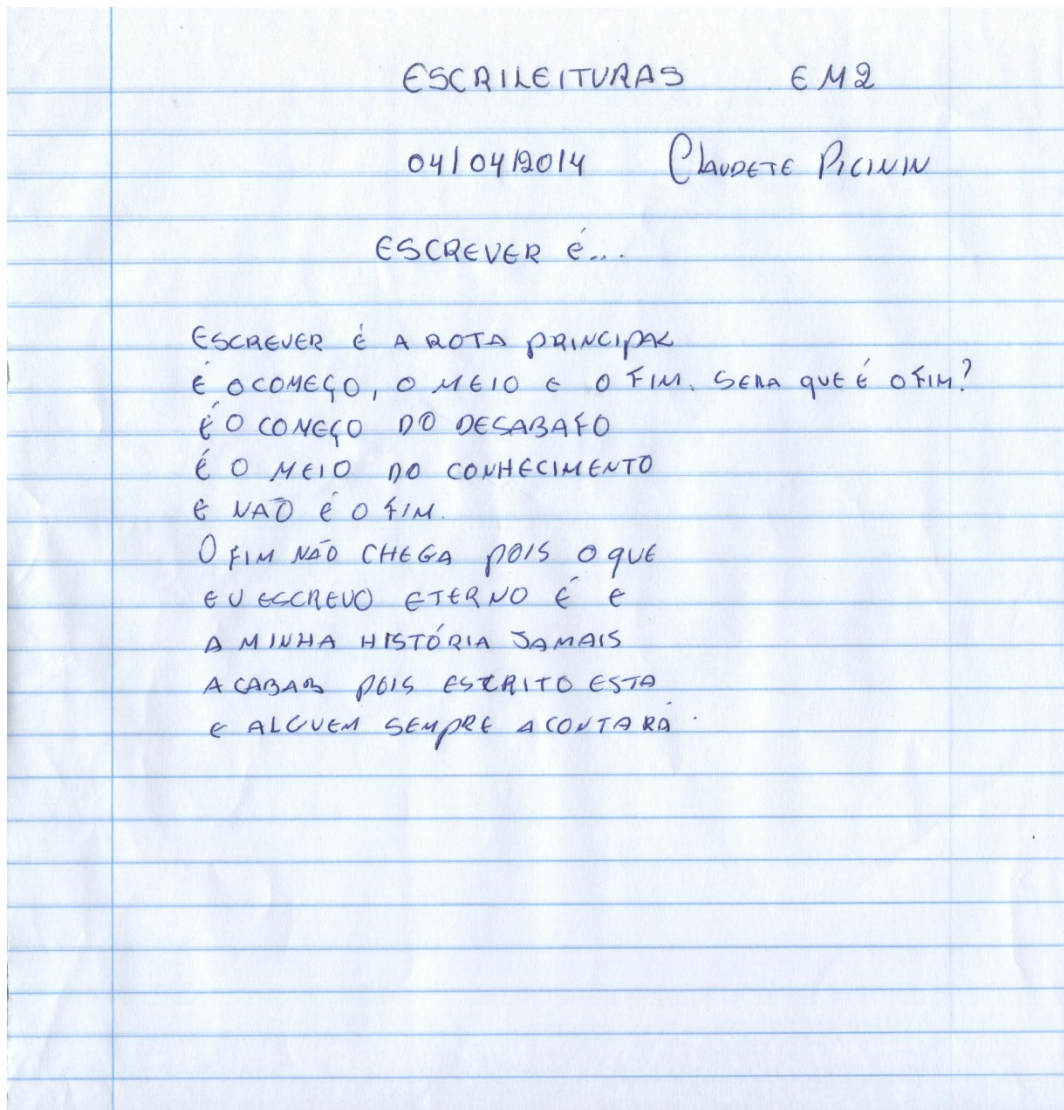 ESCRILEITURAS EM2
04/04/2014 CLAUDETE PICININ
ESCREVER É...
ESCREVER É A ROTA PRINCIPAL
É O COMEÇO, O MEIO E O FIM. SERA QUE É O FIM?
É O COMEÇO DO DESABAFO
É O MEIO DO CONHECIMENTO
E NÃO É O FIM.
O FIM NÃO CHEGA POIS O QUE
EU ESCREVO ETERNO É E
A MINHA HISTÓRIA JAMAIS
ACABARÁ POIS ESCRITO ESTA
E ALGUEM SEMPRE A CONTARÁ.